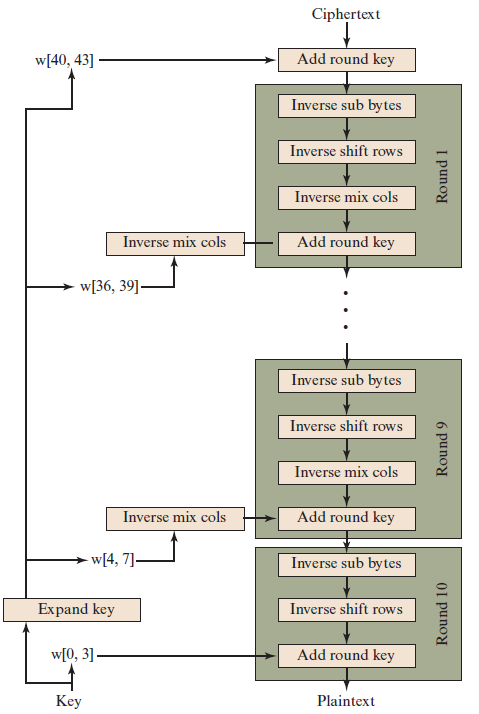 Ciphertext
w[40, 43]
Add round key
Inverse sub bytes
Inverse shift rows
Inverse mix cols
Add round key
Round 1
Inverse mix cols
w[36, 39]
Inverse sub bytes
Inverse shift rows
Inverse mix cols
Add round key
Round 9
Inverse mix cols
w[4, 7]
Inverse sub bytes
Inverse shift rows
Add round key
Round 10
Expand key
w[0, 3]
Key
Plaintext